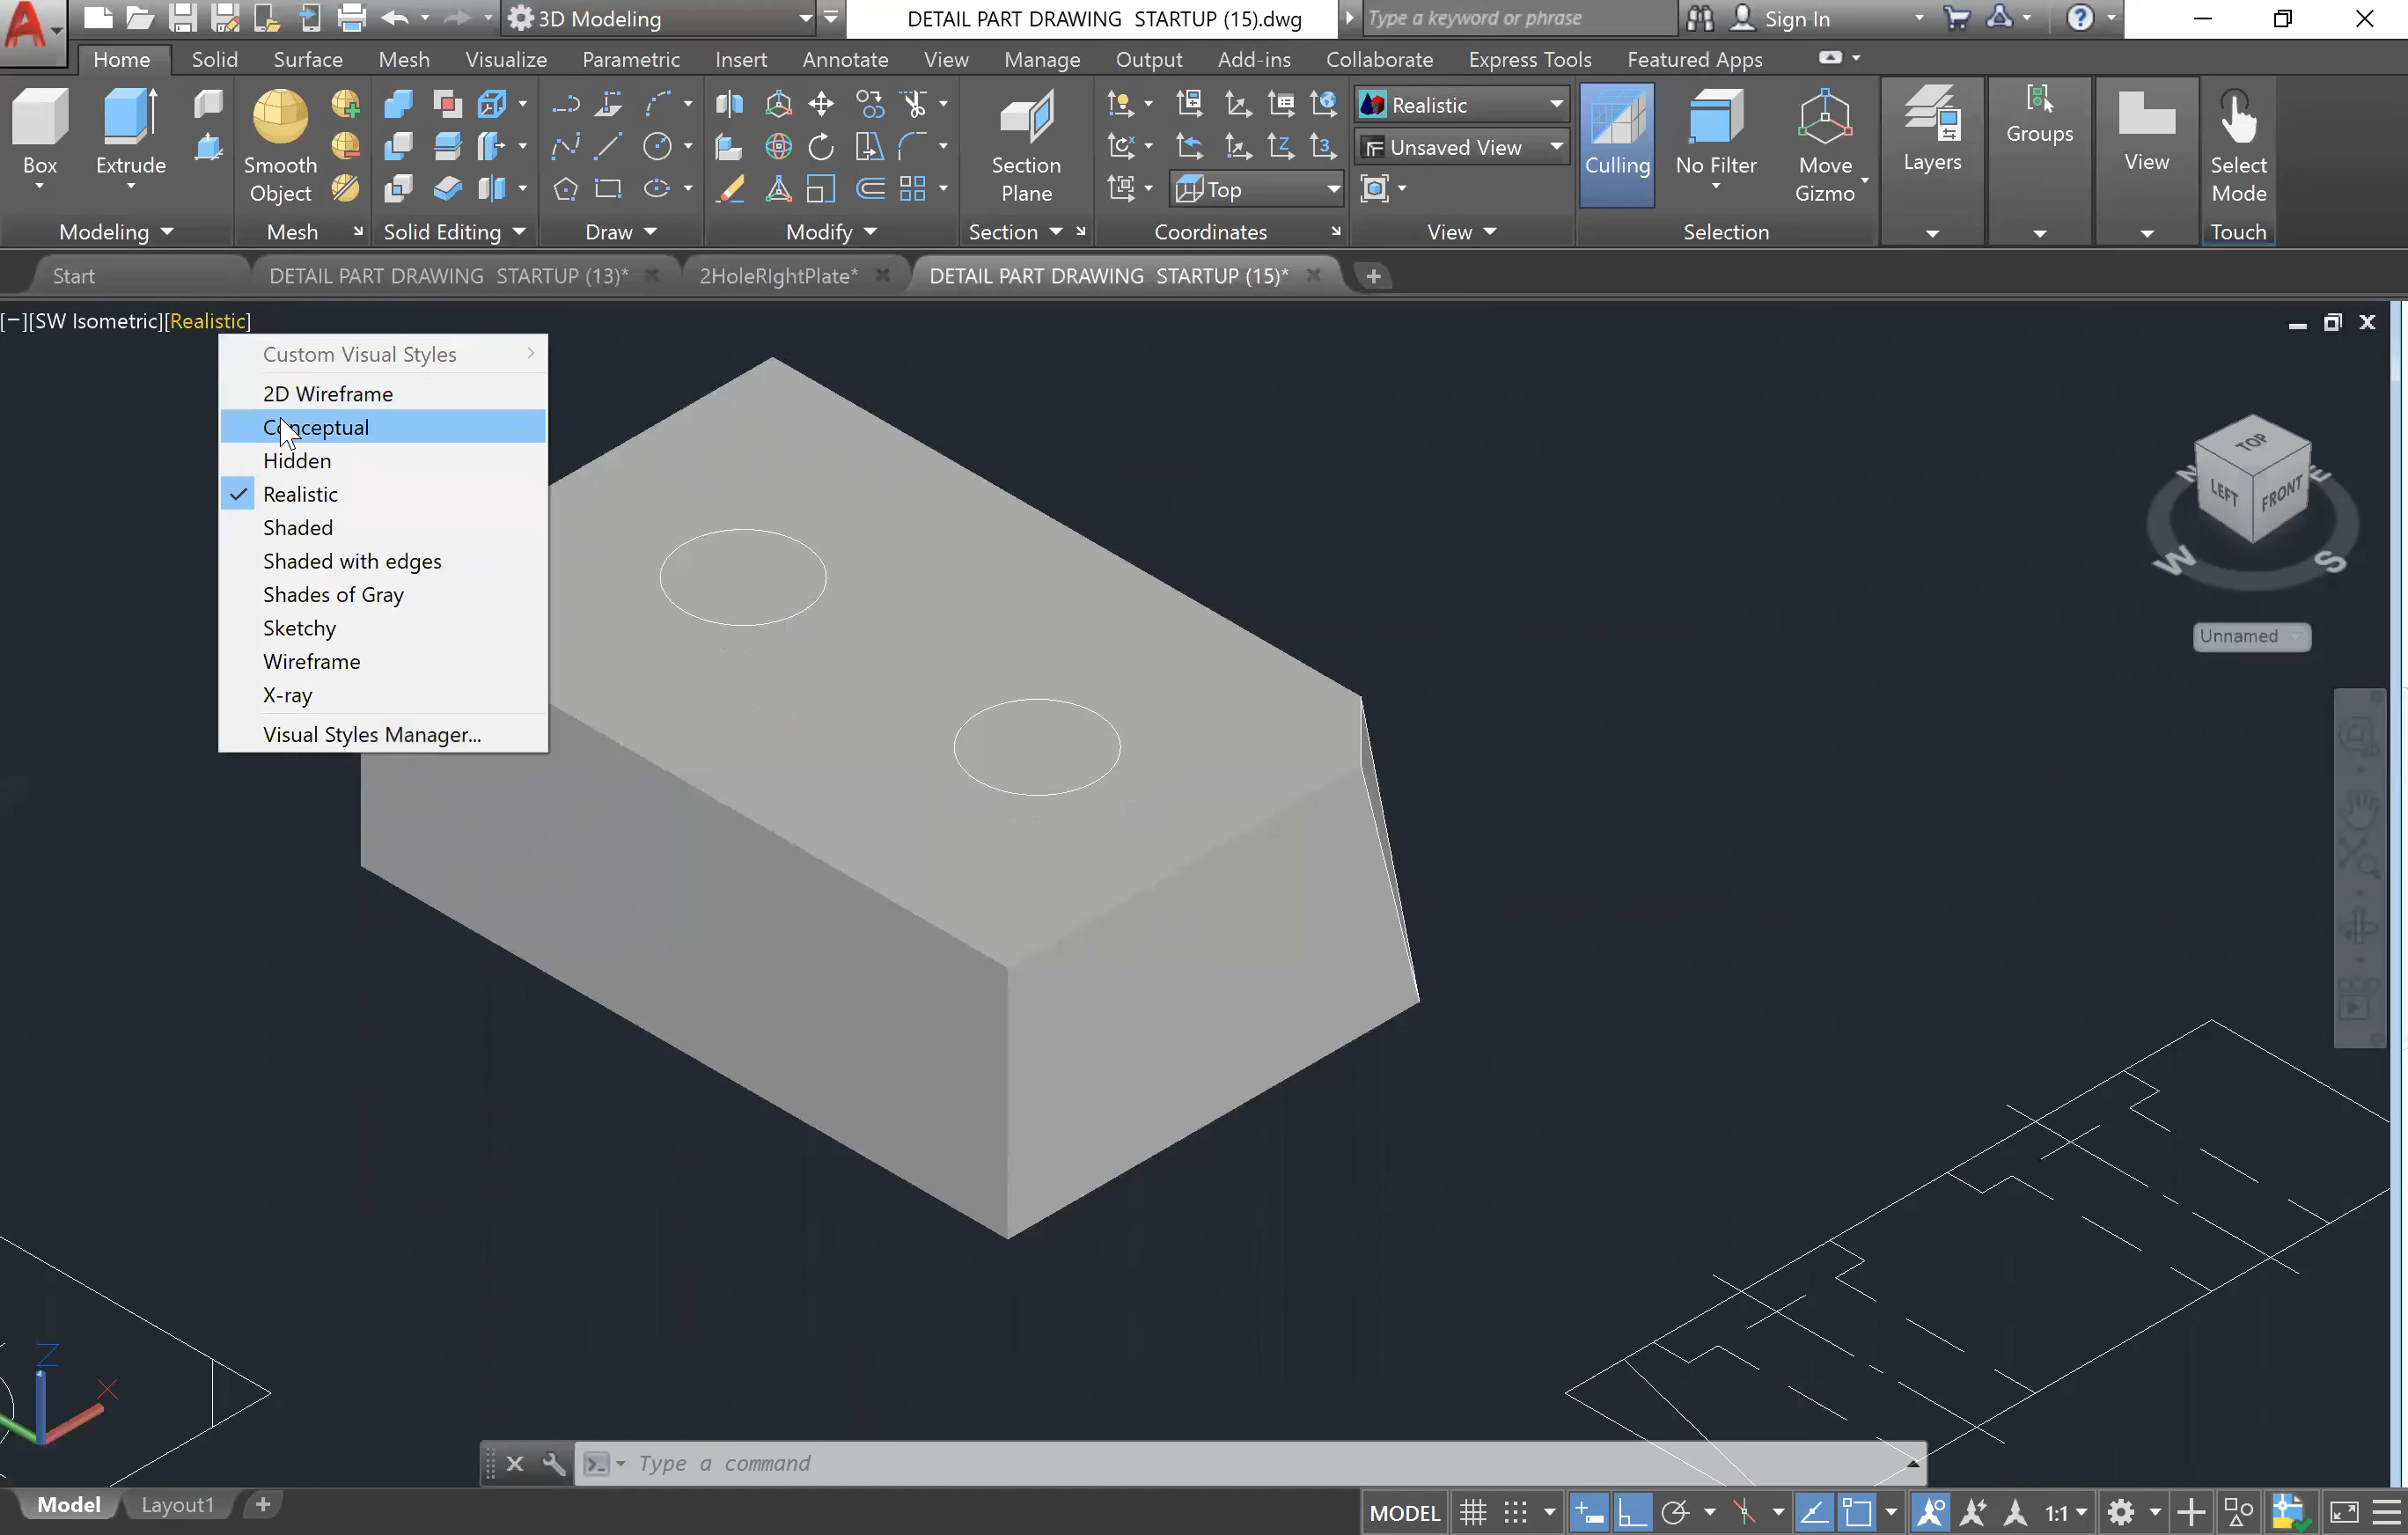 3D Modeling
DETAIL PART DRAWING STARTUP (15).dwg
Type a keyword or phrase
Sign In
Home Solid Surface Mesh Visualize Parametric Insert Annotate View Manage Output Add-ins Collaborate Express Tools Featured Apps
Box
Extrude
Smooth
Object
Section
Plane
Realistic
Unsaved View
Top
Culling
No Filter
Move
Gizmo
Layers
Groups
View
Select
Mode
Modeling Mesh Solid Editing Draw Modify Section Coordinates View Selection Touch
Start DETAIL PART DRAWING STARTUP (13)* 2HoleRIghtPlate* DETAIL PART DRAWING STARTUP (15)*
[−][SW Isometric][Realistic]
Custom Visual Styles
2D Wireframe
Conceptual
Hidden
Realistic
Shaded
Shaded with edges
Shades of Gray
Sketchy
Wireframe
X-ray
Visual Styles Manager...
TOP
LEFT FRONT
N E
W S
Unnamed
Z
X
Type a command
Model Layout1
MODEL
1:1